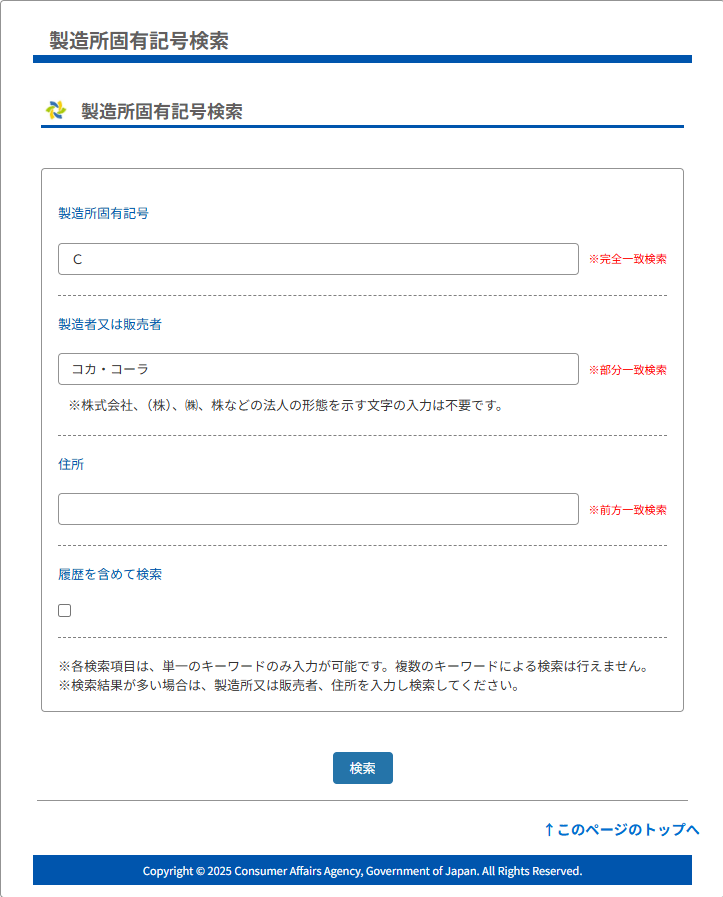 製造所固有記号検索
製造所固有記号検索
製造所固有記号
C
※完全一致検索
製造者又は販売者
コカ・コーラ
※部分一致検索
※株式会社、（株）、㈱、株などの法人の形態を示す文字の入力は不要です。
住所
※前方一致検索
履歴を含めて検索
※各検索項目は、単一のキーワードのみ入力が可能です。複数のキーワードによる検索は行えません。
※検索結果が多い場合は、製造所又は販売者、住所を入力し検索してください。
検索
↑このページのトップへ
Copyright © 2025 Consumer Affairs Agency, Government of Japan. All Rights Reserved.